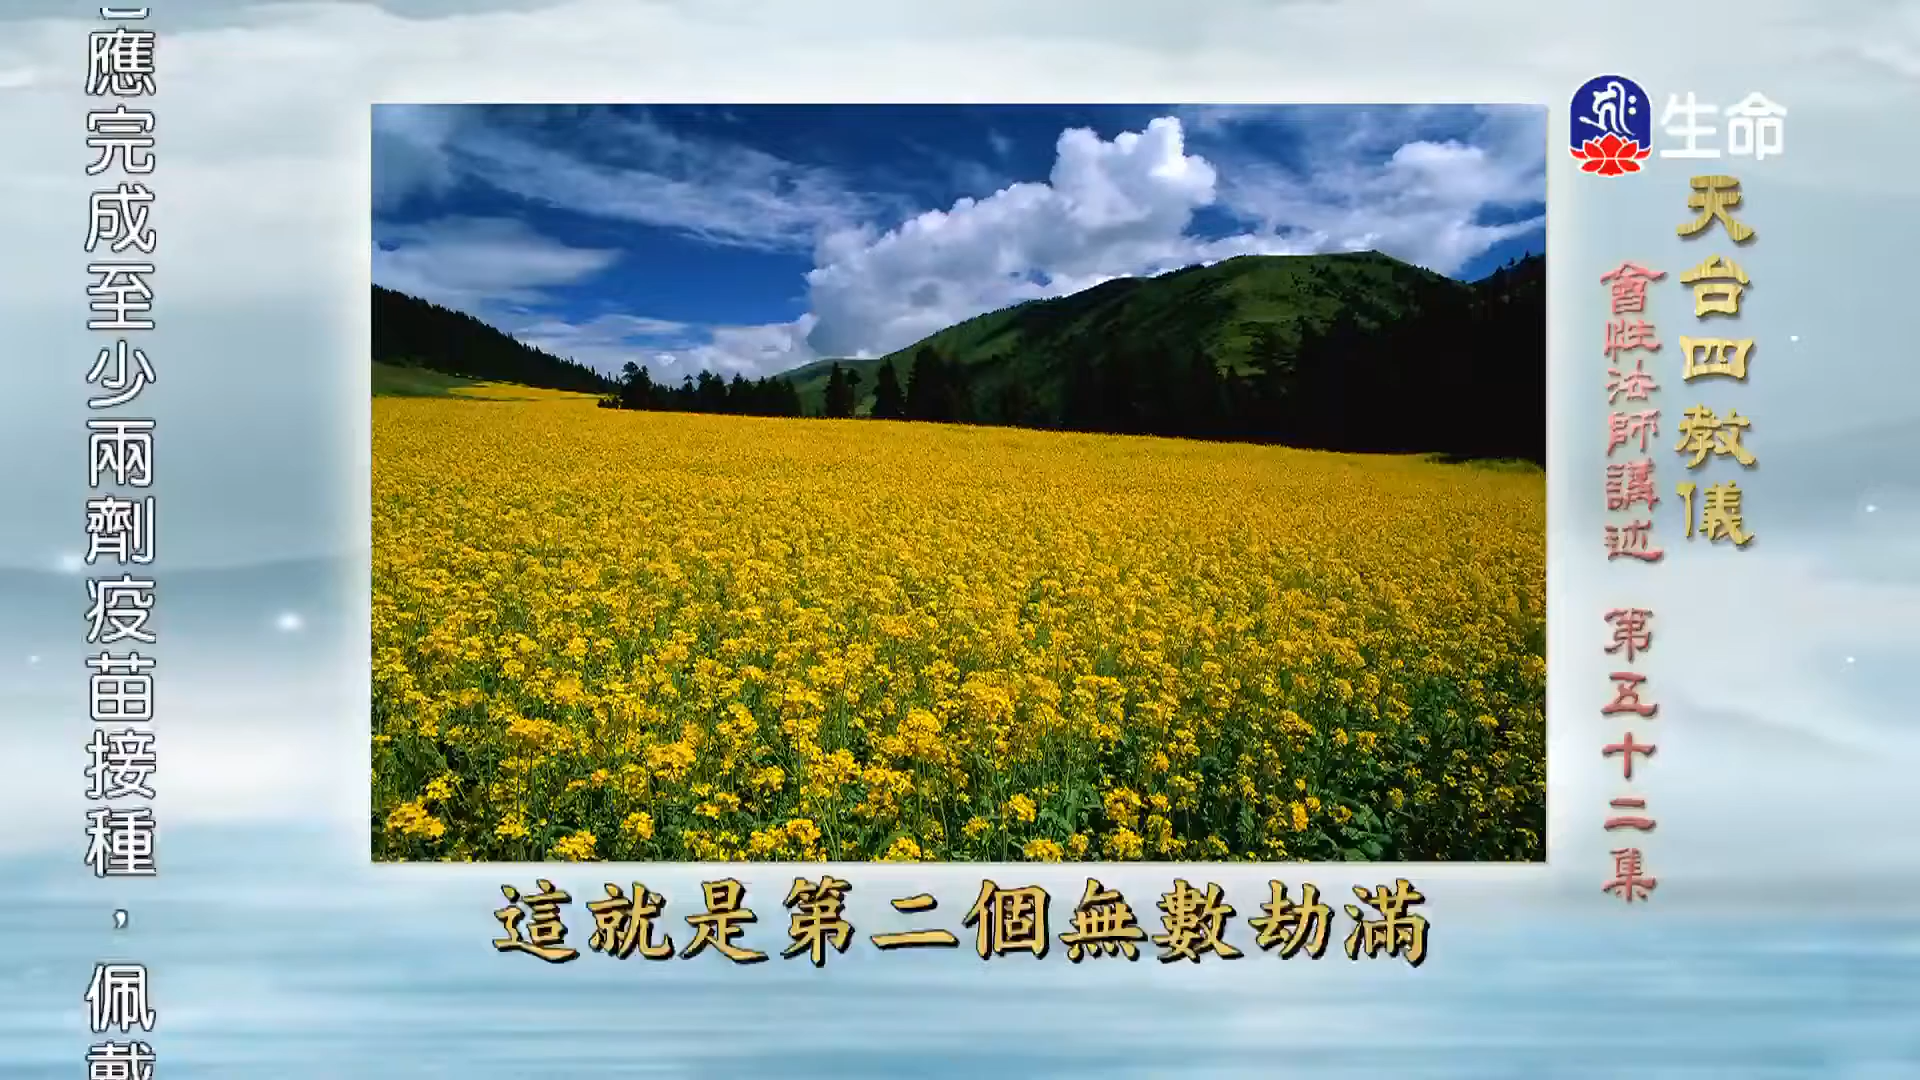 生命
天台四教儀
會性法師講述 第五十二集
應完成至少兩劑疫苗接種，佩戴
這就是第二個無數劫滿